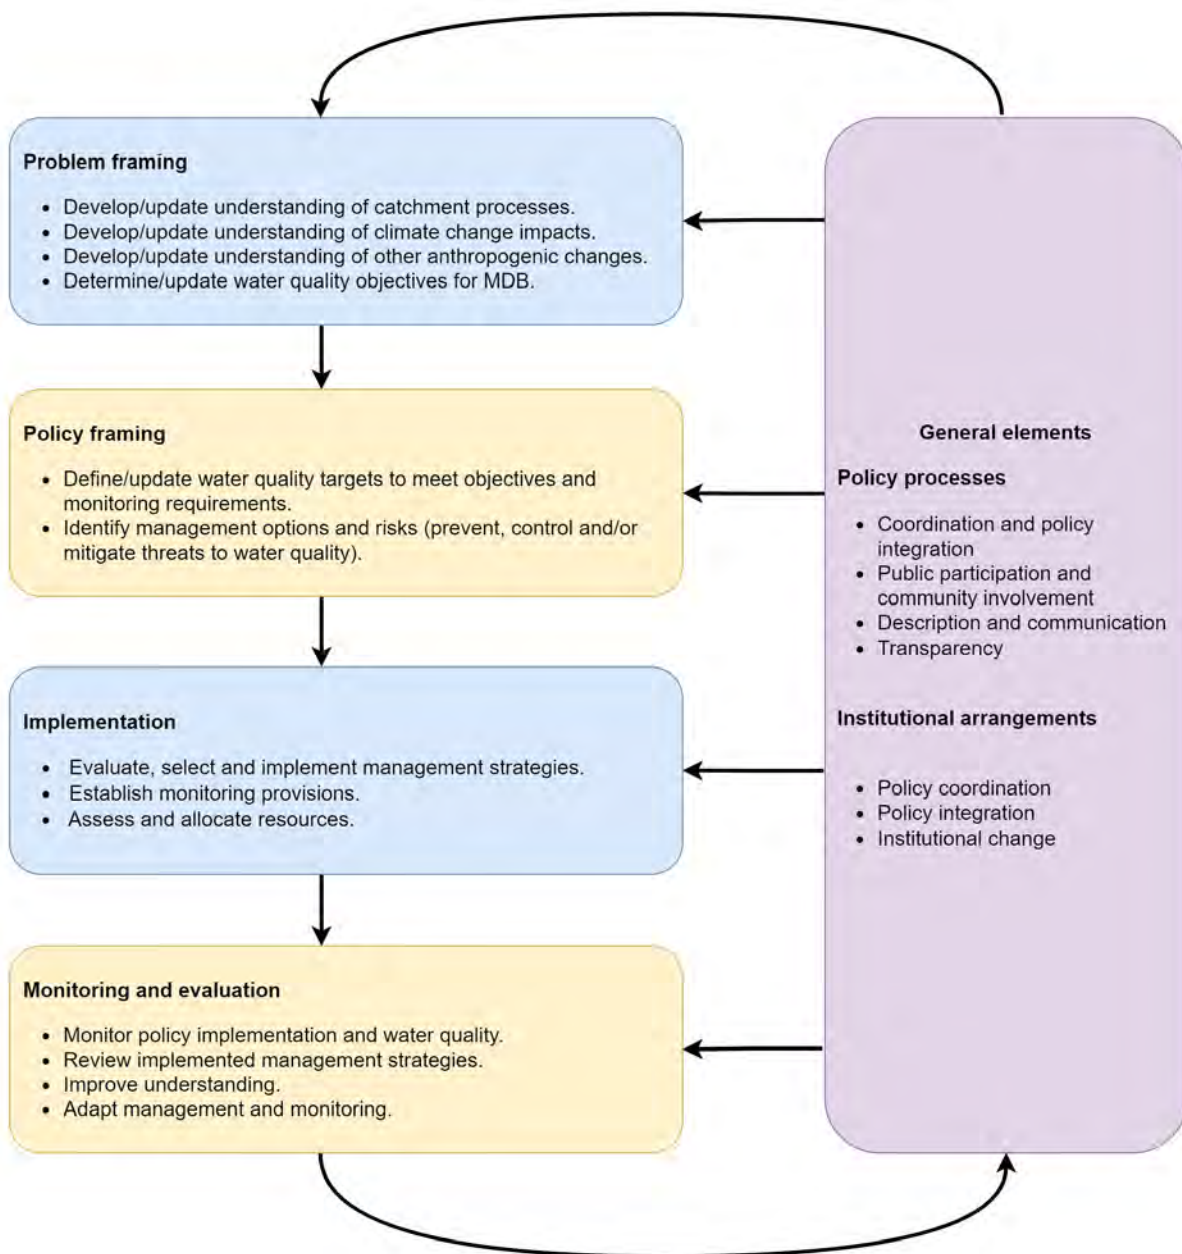 Problem framing
• Develop/update understanding of catchment processes.
• Develop/update understanding of climate change impacts.
• Develop/update understanding of other anthropogenic changes.
• Determine/update water quality objectives for MDB.
Policy framing
• Define/update water quality targets to meet objectives and
monitoring requirements.
• Identify management options and risks (prevent, control and/or
mitigate threats to water quality).
Implementation
• Evaluate, select and implement management strategies.
• Establish monitoring provisions.
• Assess and allocate resources.
Monitoring and evaluation
• Monitor policy implementation and water quality.
• Review implemented management strategies.
• Improve understanding.
• Adapt management and monitoring.
General elements
Policy processes
• Coordination and policy
integration
• Public participation and
community involvement
• Description and communication
• Transparency
Institutional arrangements
• Policy coordination
• Policy integration
• Institutional change